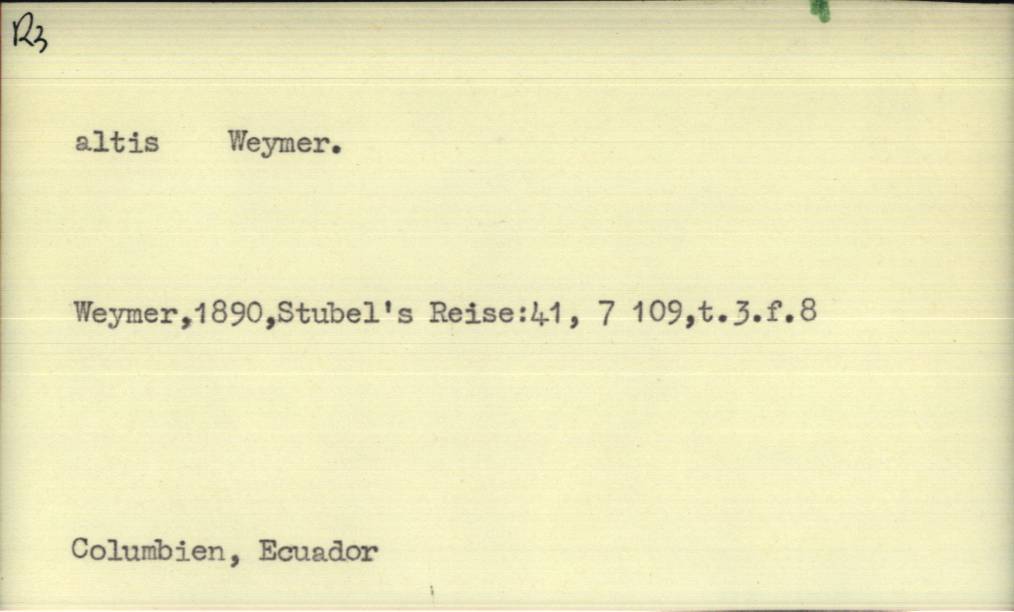 R3
altis Weymer.
Weymer,1890,Stubel's Reise:41, 7 109,t.3.f.8
Columbien, Ecuador